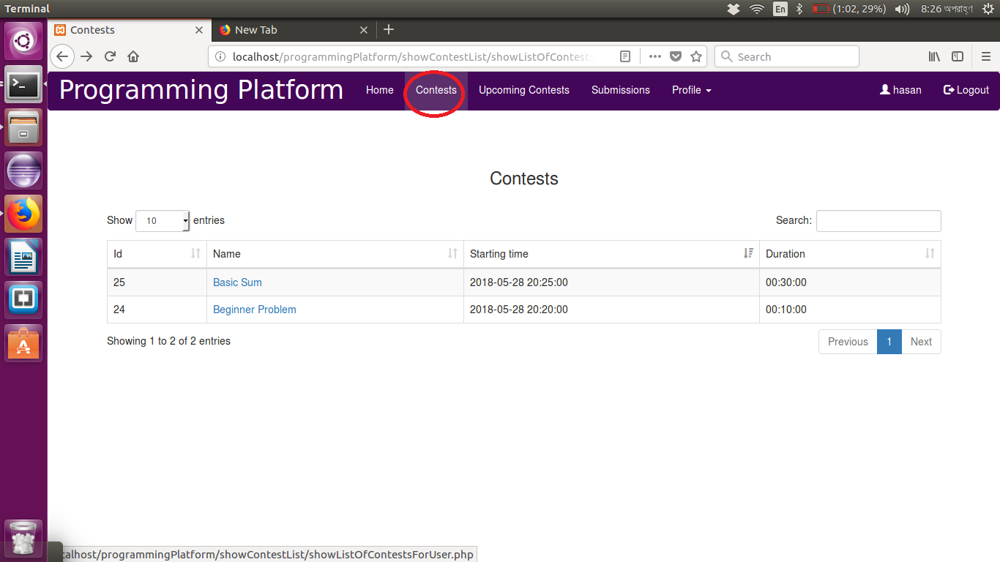 Terminal
En
(1:02, 29%)
8:26 অপরাহ্ণ
Contests
New Tab
localhost/programmingPlatform/showContestList/showListOfContests
Search
Programming Platform
Home
Contests
Upcoming Contests
Submissions
Profile
hasan
Logout
Contests
Show 10 entries
Search:
Id
Name
Starting time
Duration
25
Basic Sum
2018-05-28 20:25:00
00:30:00
24
Beginner Problem
2018-05-28 20:20:00
00:10:00
Showing 1 to 2 of 2 entries
Previous
1
Next
calhost/programmingPlatform/showContestList/showListOfContestsForUser.php